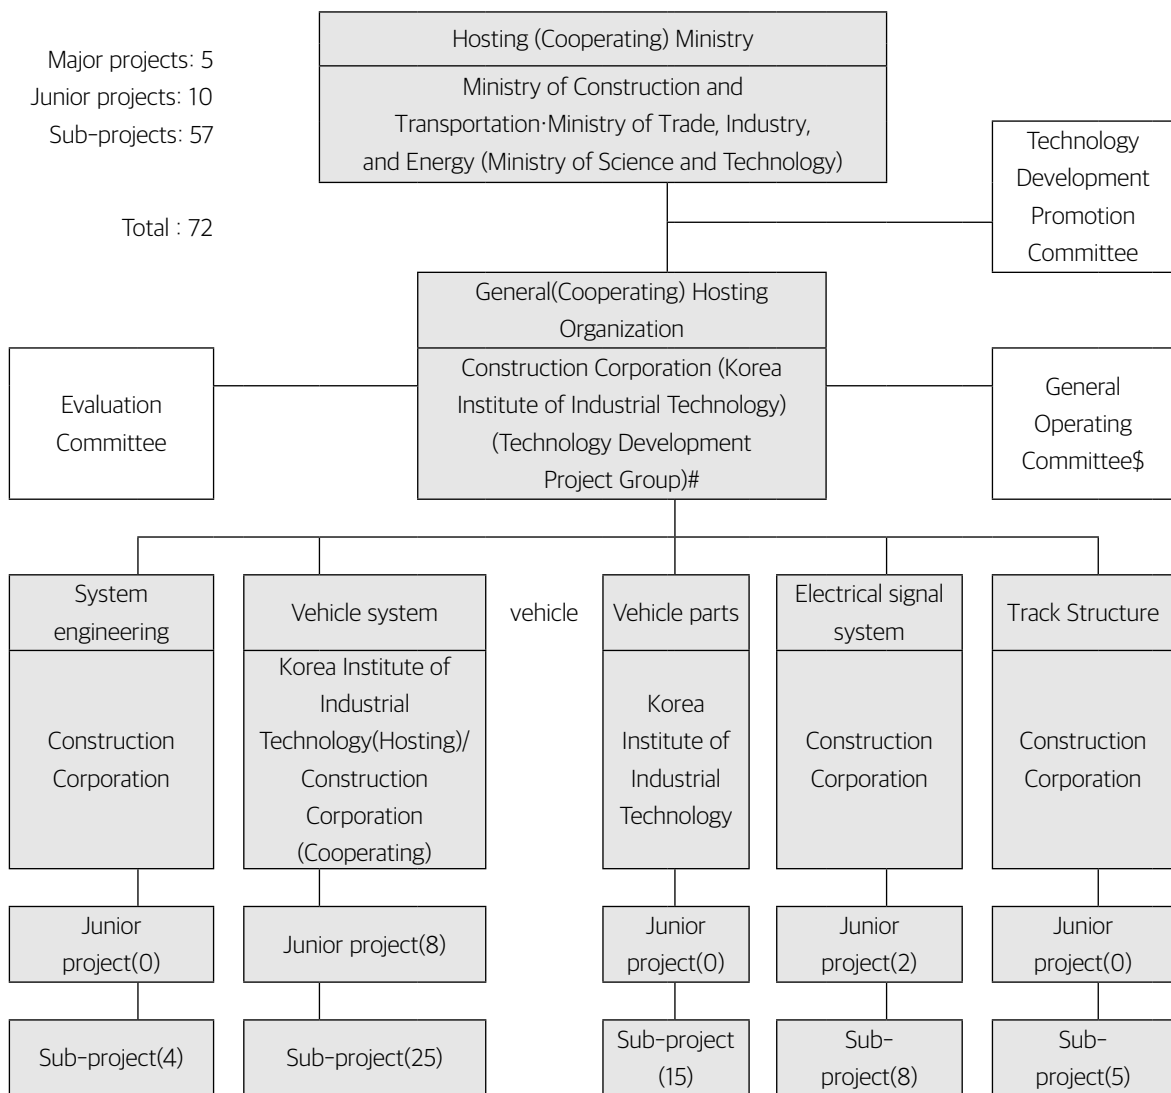 Major projects: 5
Junior projects: 10
Sub-projects: 57
Total : 72
Hosting (Cooperating) Ministry
Ministry of Construction and
Transportation·Ministry of Trade, Industry,
and Energy (Ministry of Science and Technology)
Technology
Development
Promotion
Committee
General(Cooperating) Hosting
Organization
Construction Corporation (Korea
Institute of Industrial Technology)
(Technology Development
Project Group)#
Evaluation
Committee
General
Operating
Committee$
System
engineering
Construction
Corporation
Junior
project(0)
Sub-project(4)
Vehicle system
Korea Institute of
Industrial
Technology(Hosting)/
Construction
Corporation
(Cooperating)
Junior project(8)
Sub-project(25)
vehicle
Vehicle parts
Korea
Institute of
Industrial
Technology
Junior
project(0)
Sub-project
(15)
Electrical signal
system
Construction
Corporation
Junior
project(2)
Sub-
project(8)
Track Structure
Construction
Corporation
Junior
project(0)
Sub-
project(5)